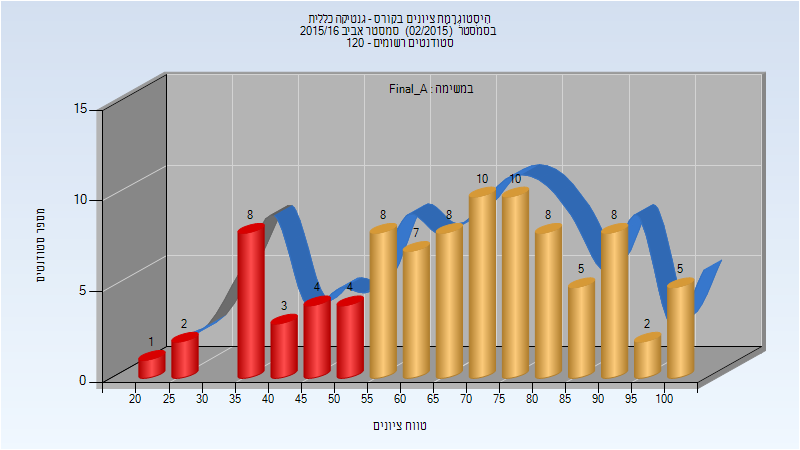 היסטוגרמת ציונים בקורס - גנטיקה כללית
בסמסטר (02/2015) סמסטר אביב 2015/16
סטודנטים רשומים - 120
במשימה : Final_A
מספר סטודנטים
15
10
5
0
1
2
8
3
4
4
8
7
8
10
10
8
5
8
2
5
20 25 30 35 40 45 50 55 60 65 70 75 80 85 90 95 100
טווח ציונים